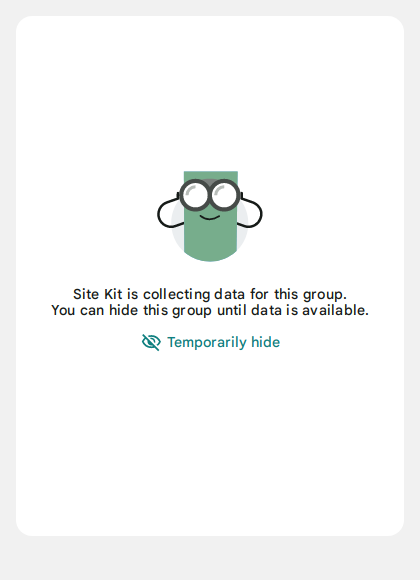 Site Kit is collecting data for this group.
You can hide this group until data is available.
Temporarily hide